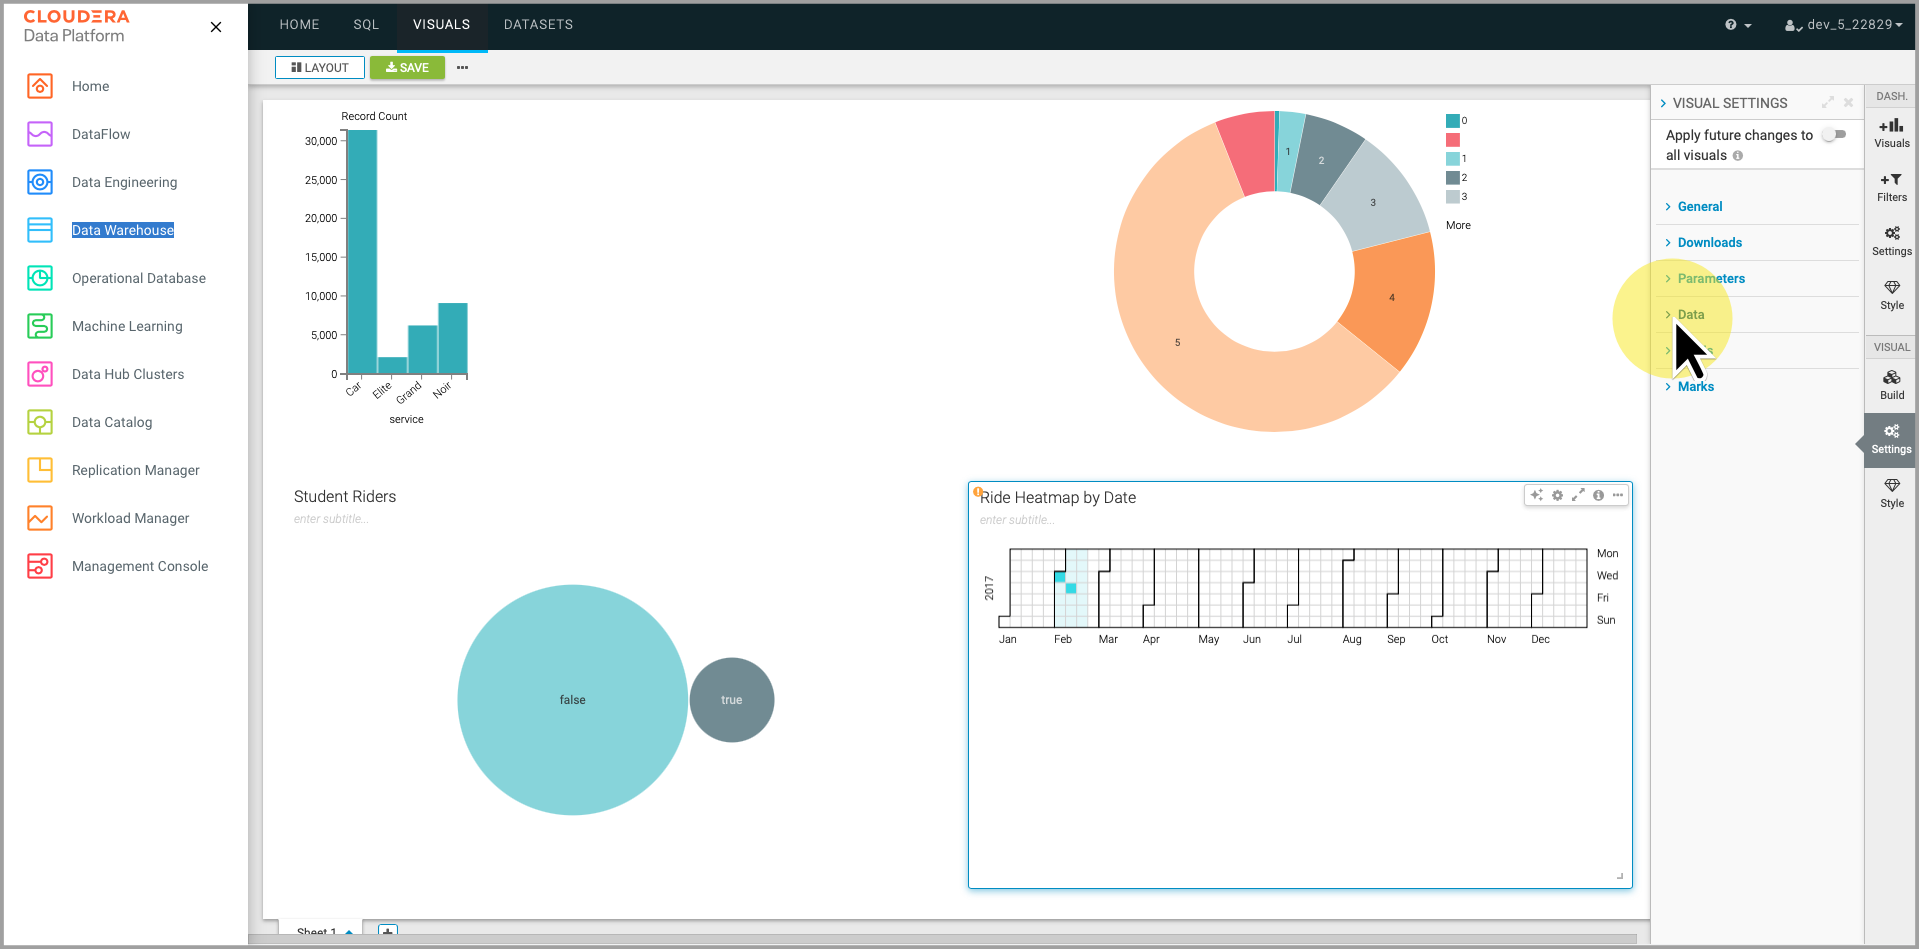 CLOUDERA
Data Platform
Home
DataFlow
Data Engineering
Data Warehouse
Operational Database
Machine Learning
Data Hub Clusters
Data Catalog
Replication Manager
Workload Manager
Management Console
HOME SQL VISUALS DATASETS
dev_5_22829
LAYOUT SAVE
Record Count
30,000
25,000
20,000
15,000
10,000
5,000
0
Car Elite Grand Noir
service
1
2
3
4
5
0
1
2
3
More
Student Riders
enter subtitle...
false
true
Ride Heatmap by Date
enter subtitle...
2017
Mon
Wed
Fri
Sun
Jan Feb Mar Apr May Jun Jul Aug Sep Oct Nov Dec
Sheet 1
VISUAL SETTINGS
Apply future changes to
all visuals
General
Downloads
Parameters
Data
Marks
DASH.
Visuals
Filters
Settings
Style
VISUAL
Build
Settings
Style